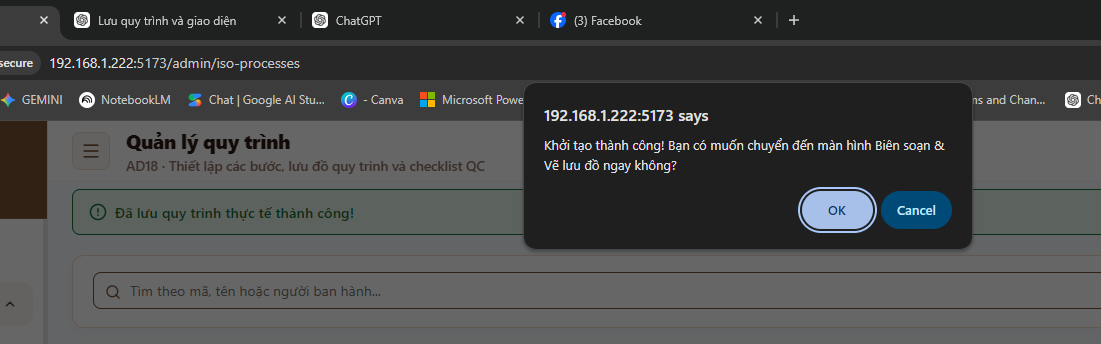 Lưu quy trình và giao diện
ChatGPT
(3) Facebook
secure
192.168.1.222:5173/admin/iso-processes
GEMINI
NotebookLM
Chat | Google AI Stu...
- Canva
Microsoft Powe
ms and Chan...
Ch
192.168.1.222:5173 says
Khởi tạo thành công! Bạn có muốn chuyển đến màn hình Biên soạn &
Vẽ lưu đồ ngay không?
OK
Cancel
Quản lý quy trình
AD18 · Thiết lập các bước, lưu đồ quy trình và checklist QC
Đã lưu quy trình thực tế thành công!
Tìm theo mã, tên hoặc người ban hành...